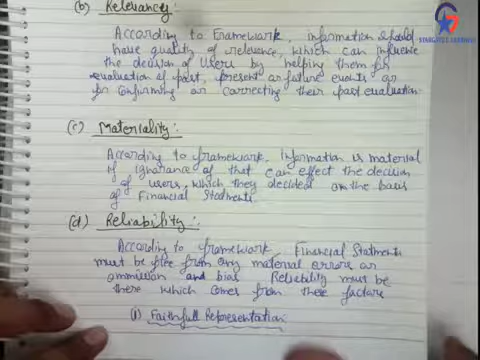 (b) Relevancy:
According to Framework, information should
have quality of relevance, which can influence
the decision of users by helping them for
evaluation of past, present or future events or
for confirming or correcting their past evaluation
(c) Materiality:
According to framework, Information is material
if ignorance of that can effect the decision
of users, which they decided on the basis
of Financial Statments.
(d) Reliability:
According to framework, Financial Statments
must be free from any material errors or
ommission and bias. Reliability must be
there which comes from these factors
(i) Faithfull Representation